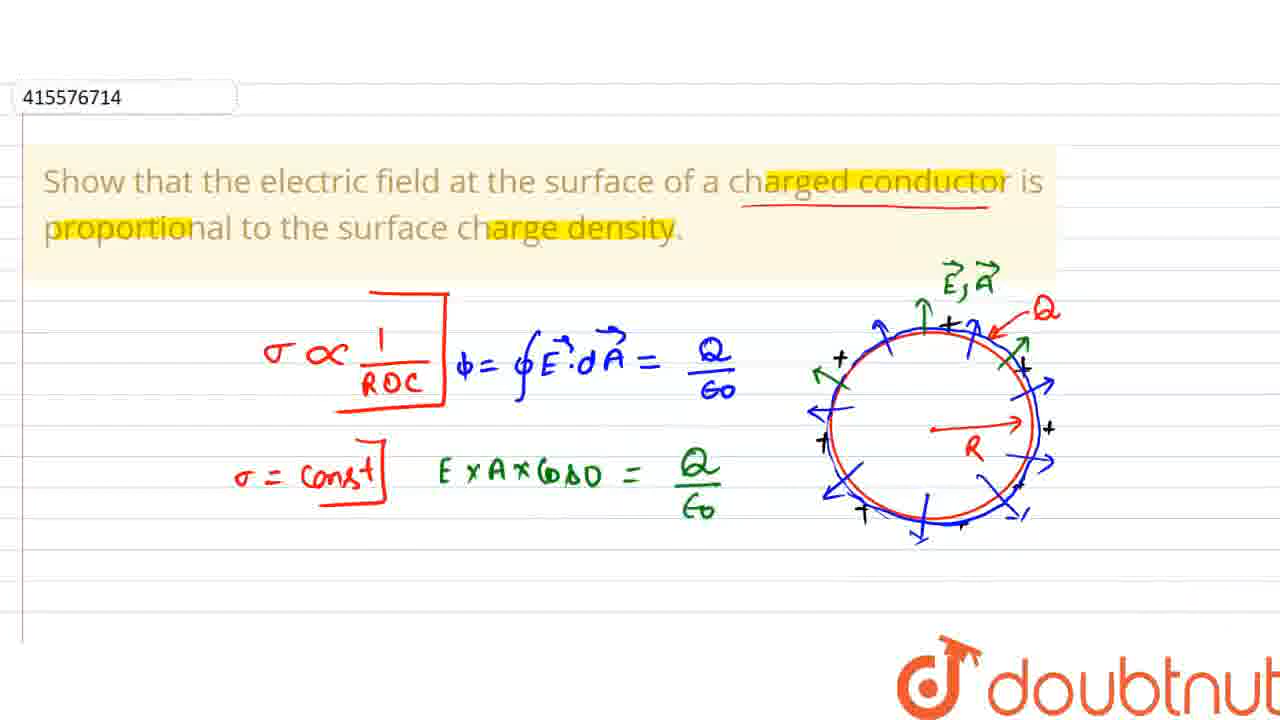 415576714
Show that the electric field at the surface of a charged conductor is
proportional to the surface charge density.
E⃗, A⃗
Q
σ ∝ 1/ROC
ϕ = ∮E⃗.dA⃗ = Q/ε0
R
σ = const
E × A × Cos0 = Q/ε0
doubtnut